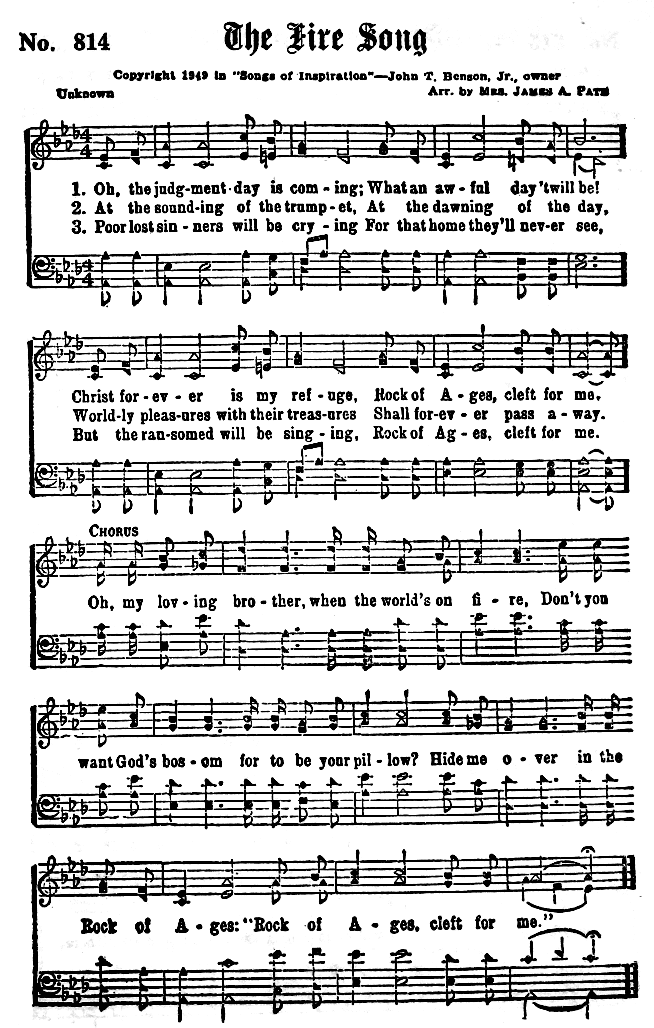 No. 814
The Fire Song
Copyright 1949 in "Songs of Inspiration"—John T. Benson, Jr., owner
Unknown
Arr. by Mrs. James A. Pate
1. Oh, the judg-ment day is com - ing; What an aw - ful day 'twill be!
2. At the sound-ing of the trump-et, At the dawning of the day,
3. Poor lost sin - ners will be cry - ing For that home they'll nev-er see,
Christ for-ev - er is my ref - uge, Rock of A - ges, cleft for me.
World-ly pleas-ures with their treas-ures Shall for-ev - er pass a - way.
But the ran-somed will be sing - ing, Rock of Ag - es, cleft for me.
Chorus
Oh, my lov - ing bro - ther, when the world's on fi - re, Don't you
want God's bos - om for to be your pil - low? Hide me o - ver in the
Rock of A - ges: "Rock of A - ges, cleft for me."